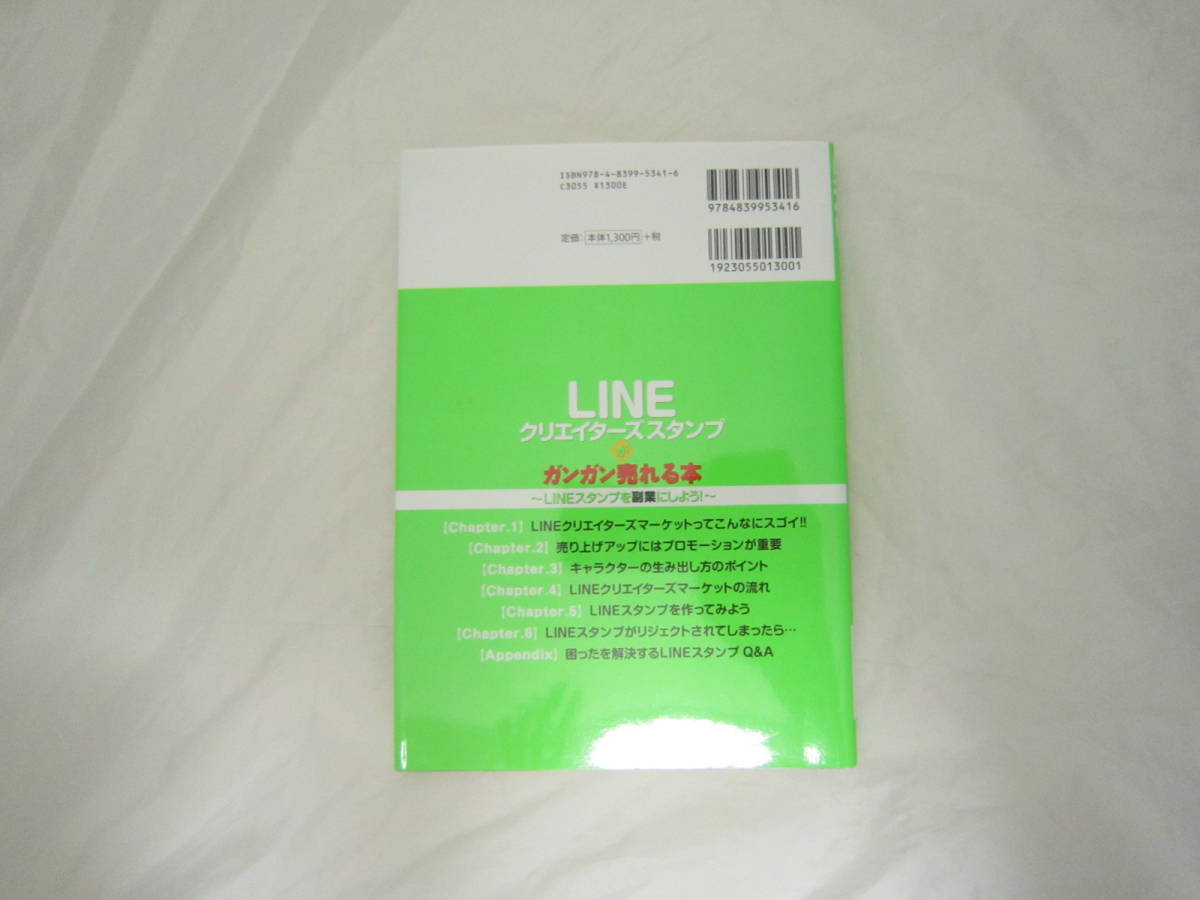 ISBN978-4-8399-5341-6
C3055 ¥1300E
9784839953416
定価: 本体1,300円 +税
1923055013001
LINE
クリエイターズスタンプ
が
ガンガン売れる本
～LINEスタンプを副業にしよう!～
【Chapter.1】 LINEクリエイターズマーケットってこんなにスゴイ!!
【Chapter.2】 売り上げアップにはプロモーションが重要
【Chapter.3】 キャラクターの生み出し方のポイント
【Chapter.4】 LINEクリエイターズマーケットの流れ
【Chapter.5】 LINEスタンプを作ってみよう
【Chapter.6】 LINEスタンプがリジェクトされてしまったら…
【Appendix】 困ったを解決するLINEスタンプ Q&A